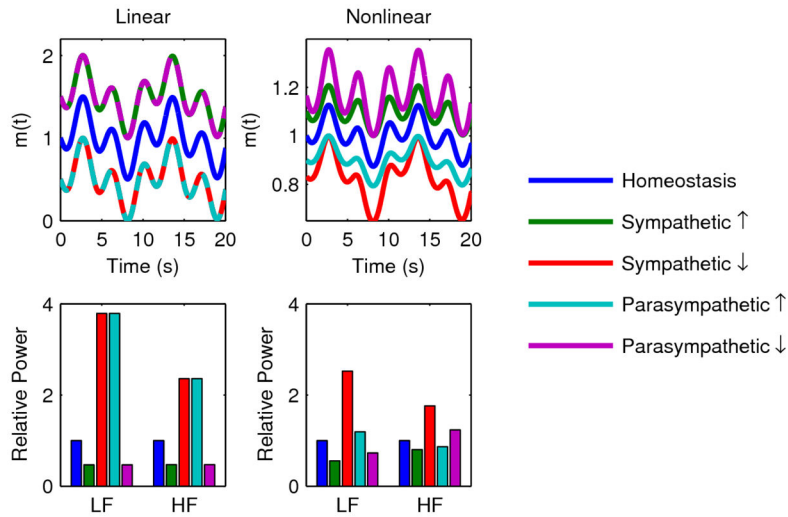 Linear
Nonlinear
2
1
0
m(t)
0 5 10 15 20
Time (s)
1.2
1
0.8
m(t)
0 5 10 15 20
Time (s)
Homeostasis
Sympathetic ↑
Sympathetic ↓
Parasympathetic ↑
Parasympathetic ↓
4
2
0
Relative Power
LF HF
4
2
0
Relative Power
LF HF